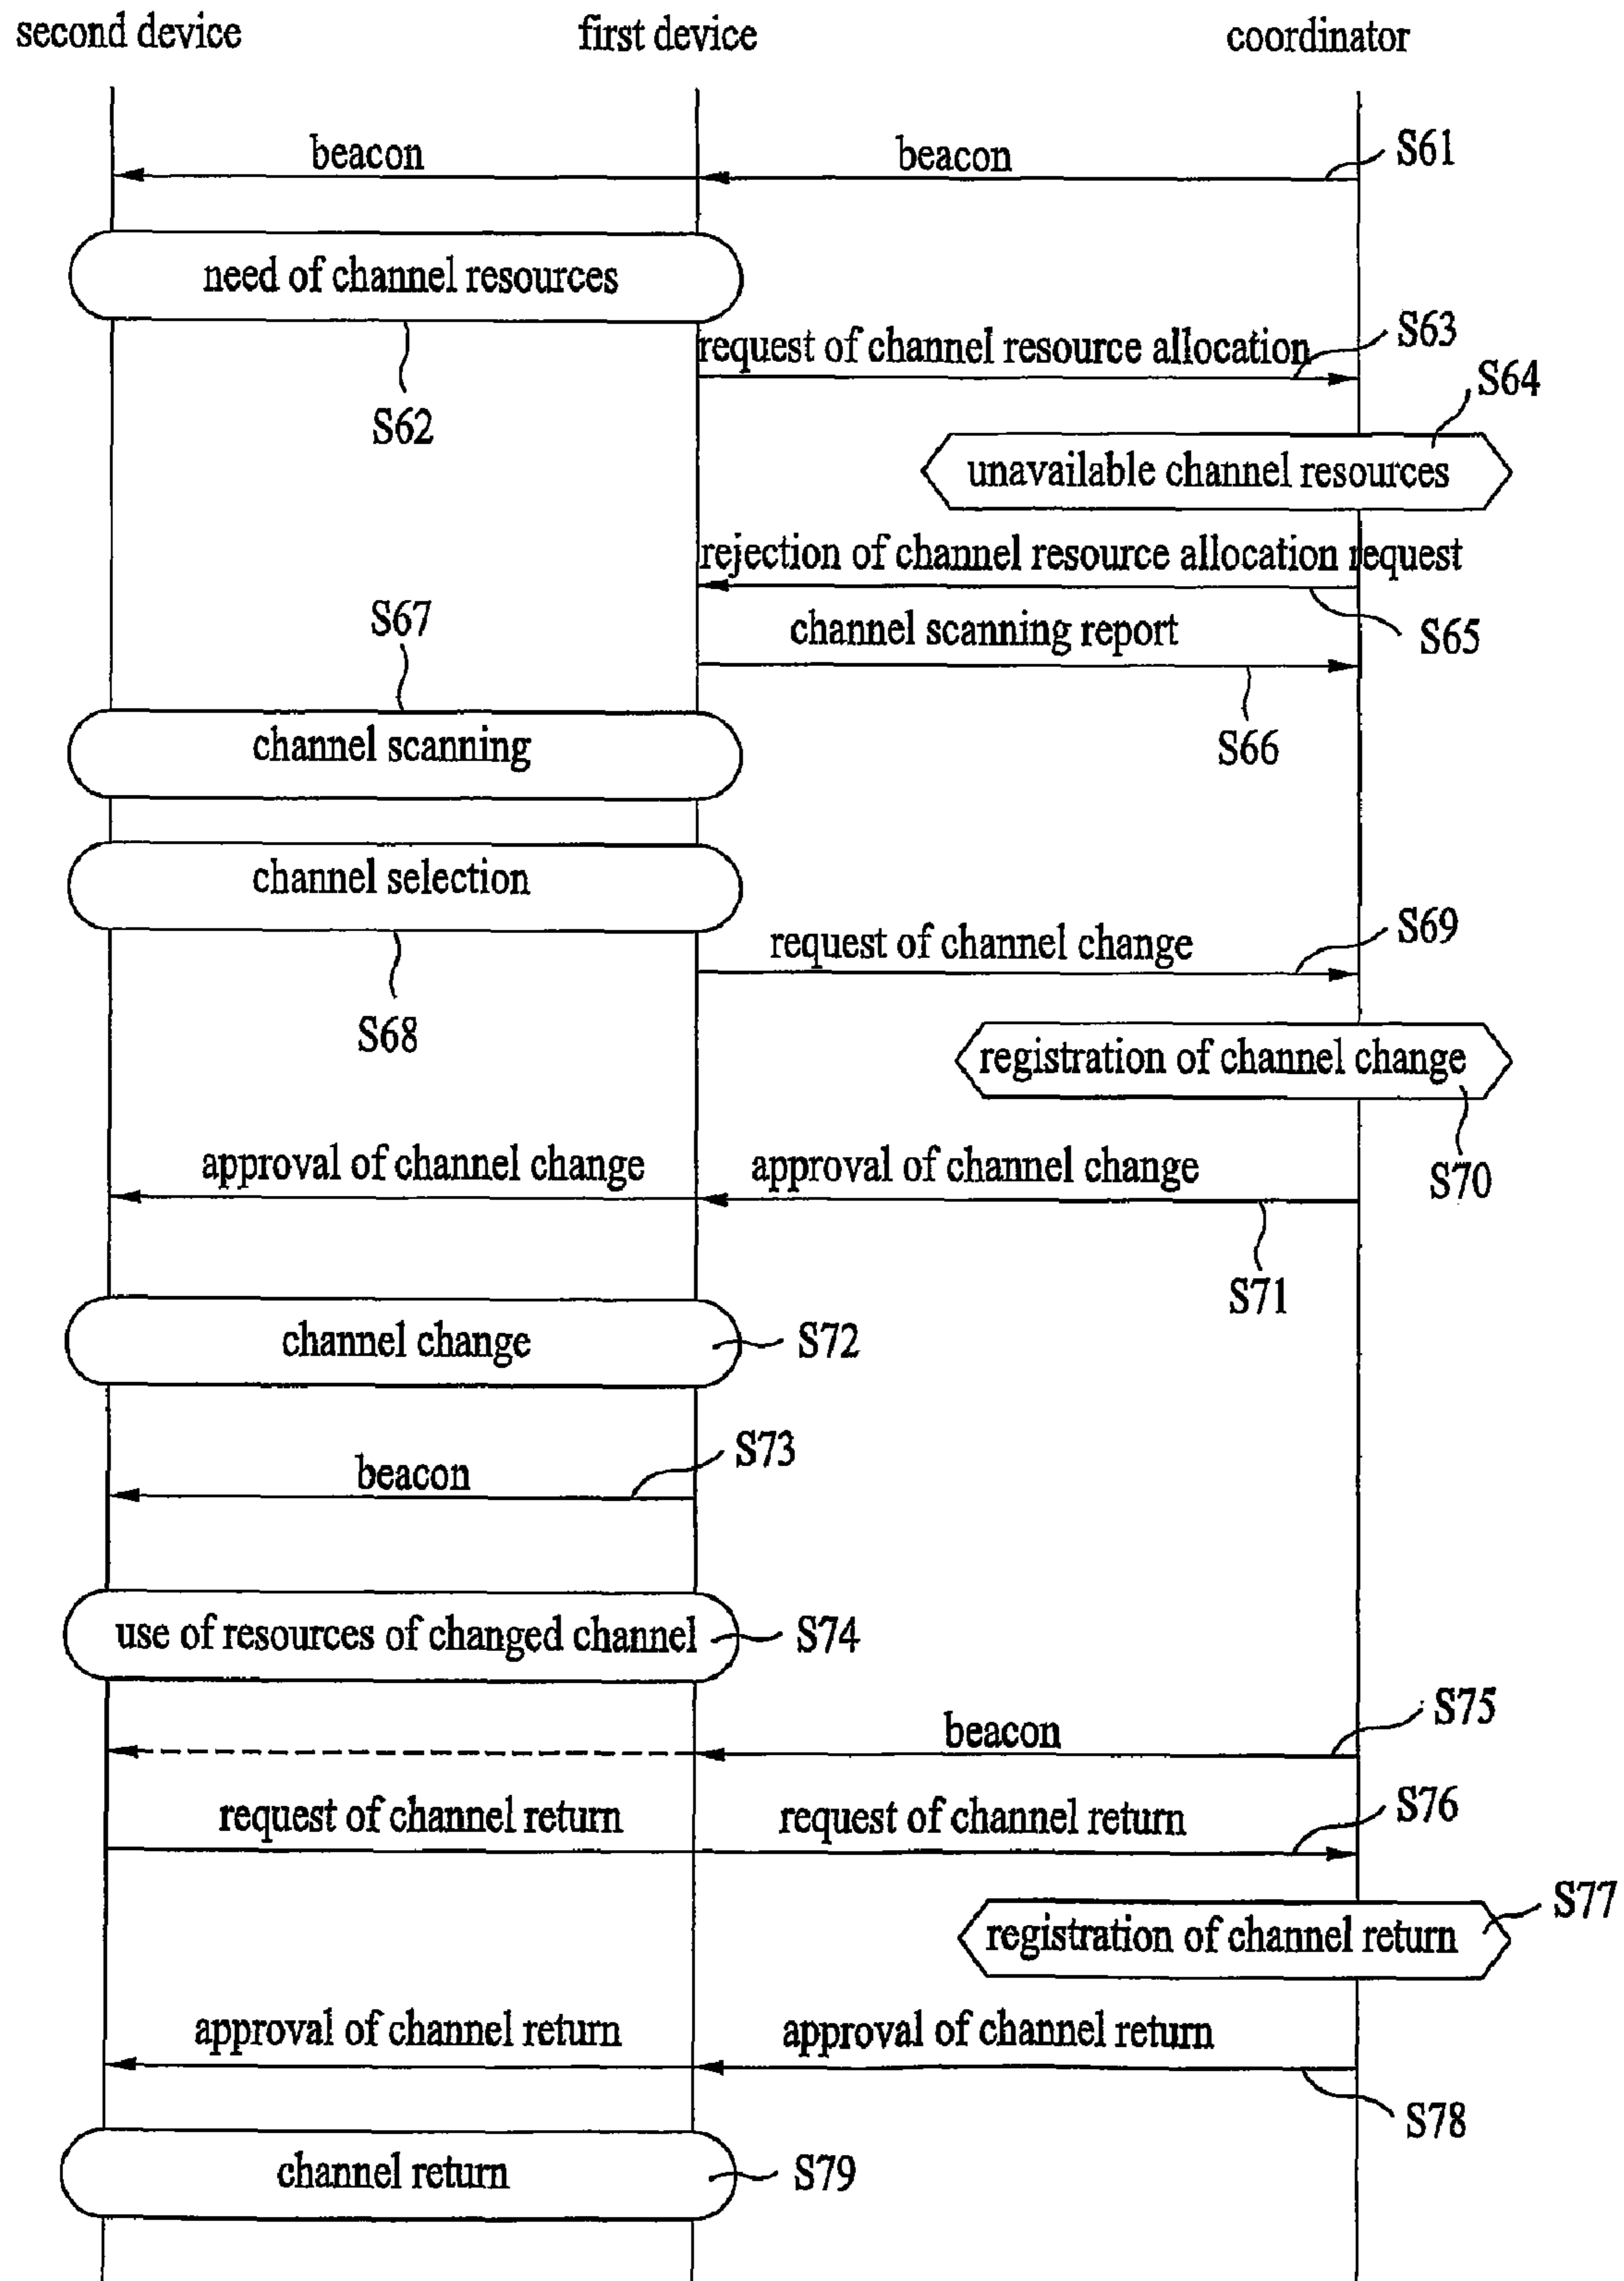 second device
first device
coordinator
beacon
beacon
S61
need of channel resources
S62
request of channel resource allocation
S63
S64
unavailable channel resources
rejection of channel resource allocation request
S65
channel scanning report
S66
S67
channel scanning
channel selection
S68
request of channel change
S69
registration of channel change
S70
approval of channel change
approval of channel change
S71
channel change
S72
beacon
S73
use of resources of changed channel
S74
beacon
S75
request of channel return
request of channel return
S76
registration of channel return
S77
approval of channel return
approval of channel return
S78
channel return
S79